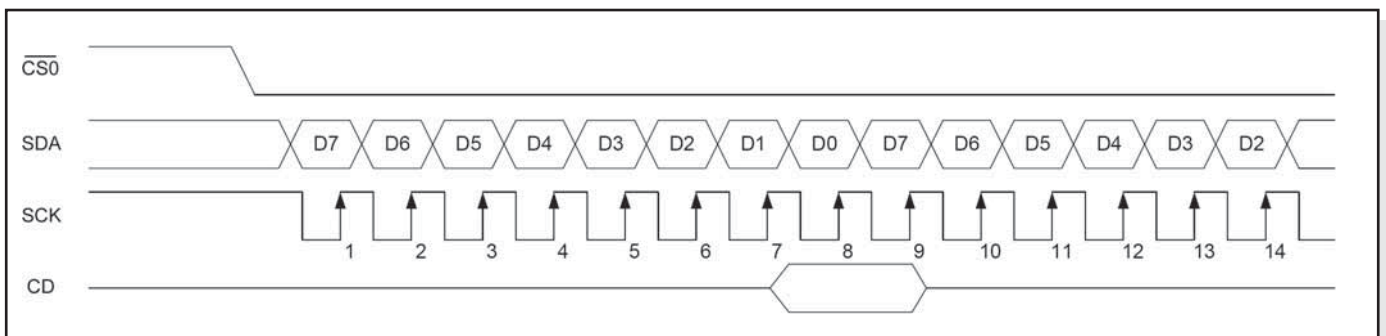 CS0
SDA D7 D6 D5 D4 D3 D2 D1 D0 D7 D6 D5 D4 D3 D2
SCK
1 2 3 4 5 6 7 8 9 10 11 12 13 14
CD